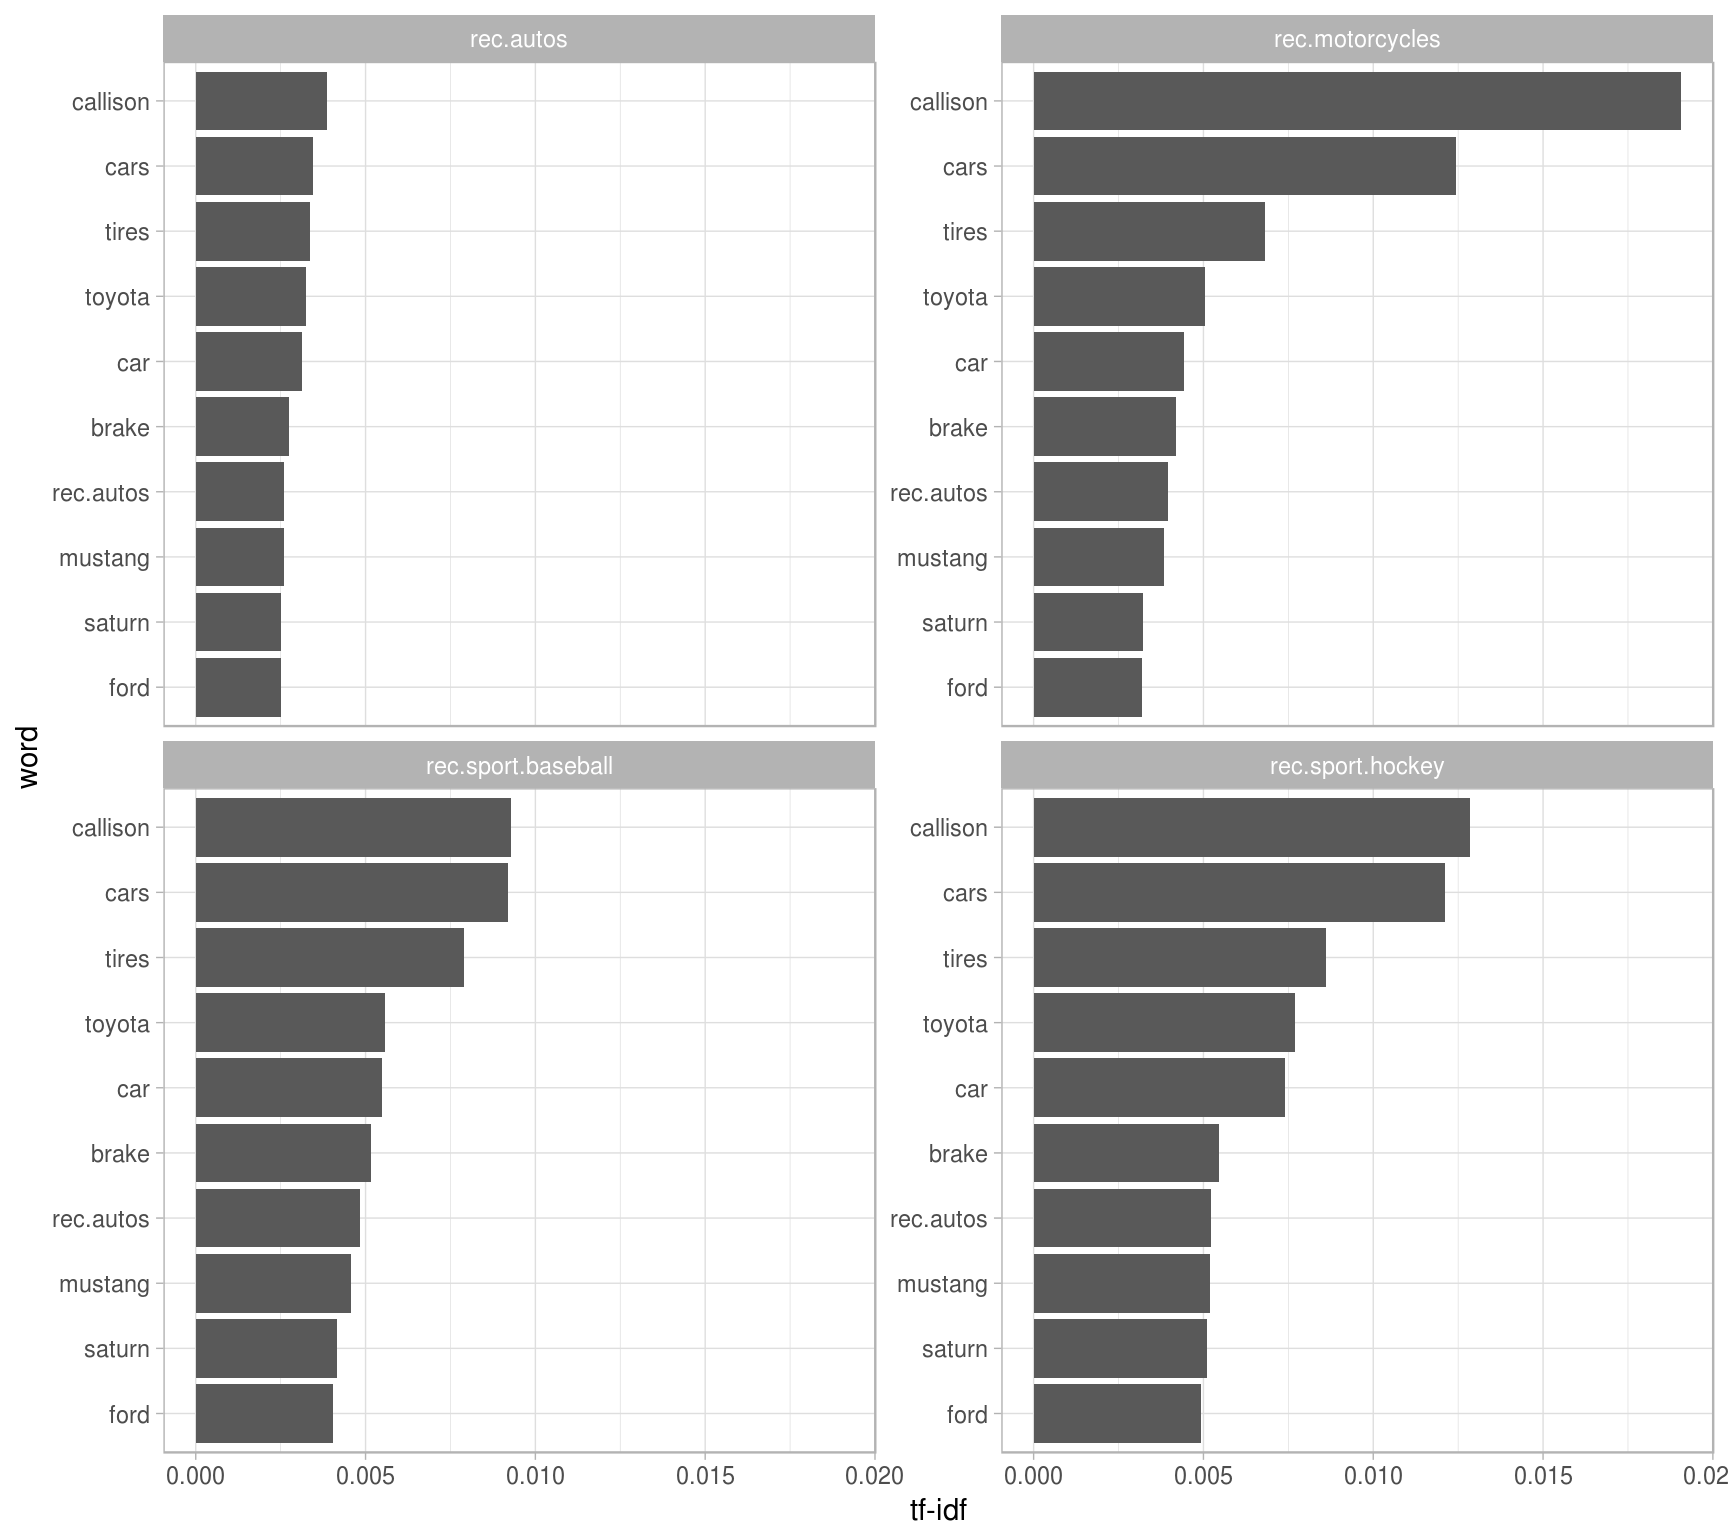 rec.autos
callison
cars
tires
toyota
car
brake
rec.autos
mustang
saturn
ford
rec.motorcycles
callison
cars
tires
toyota
car
brake
rec.autos
mustang
saturn
ford
word
rec.sport.baseball
callison
cars
tires
toyota
car
brake
rec.autos
mustang
saturn
ford
0.000 0.005 0.010 0.015 0.020
rec.sport.hockey
callison
cars
tires
toyota
car
brake
rec.autos
mustang
saturn
ford
0.000 0.005 0.010 0.015 0.02
tf-idf